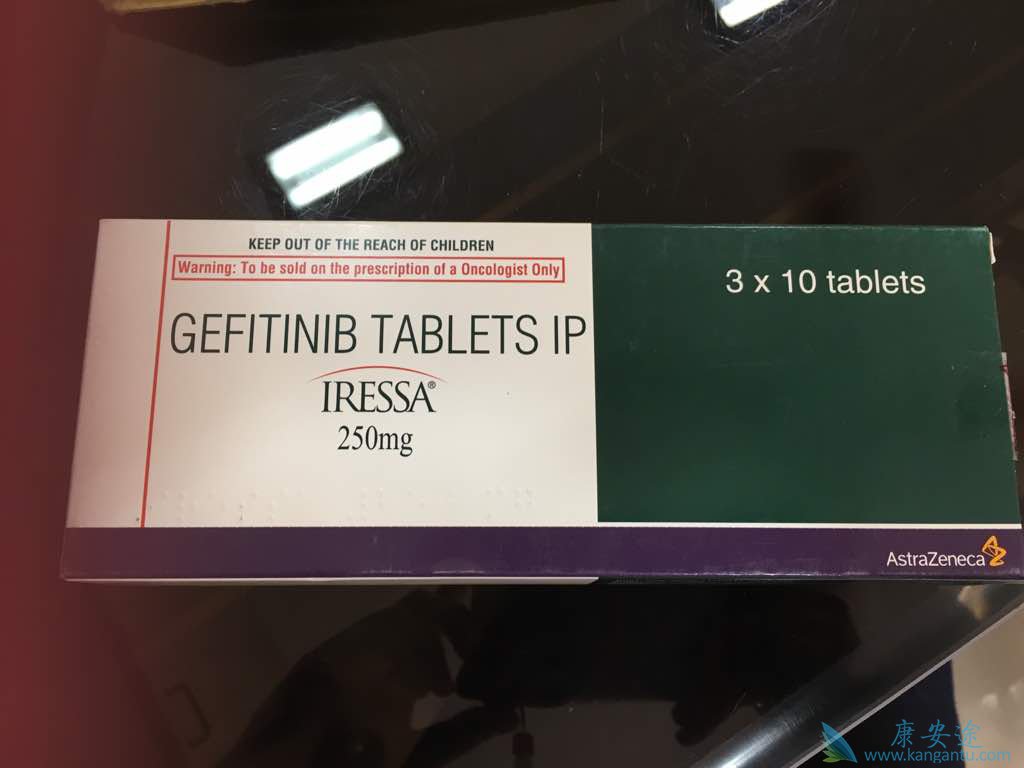 KEEP OUT OF THE REACH OF CHILDREN
Warning: To be sold on the prescription of a Oncologist Only
GEFITINIB TABLETS IP
IRESSA®
250mg
3 x 10 tablets
AstraZeneca
康安途
www.kangantu.com